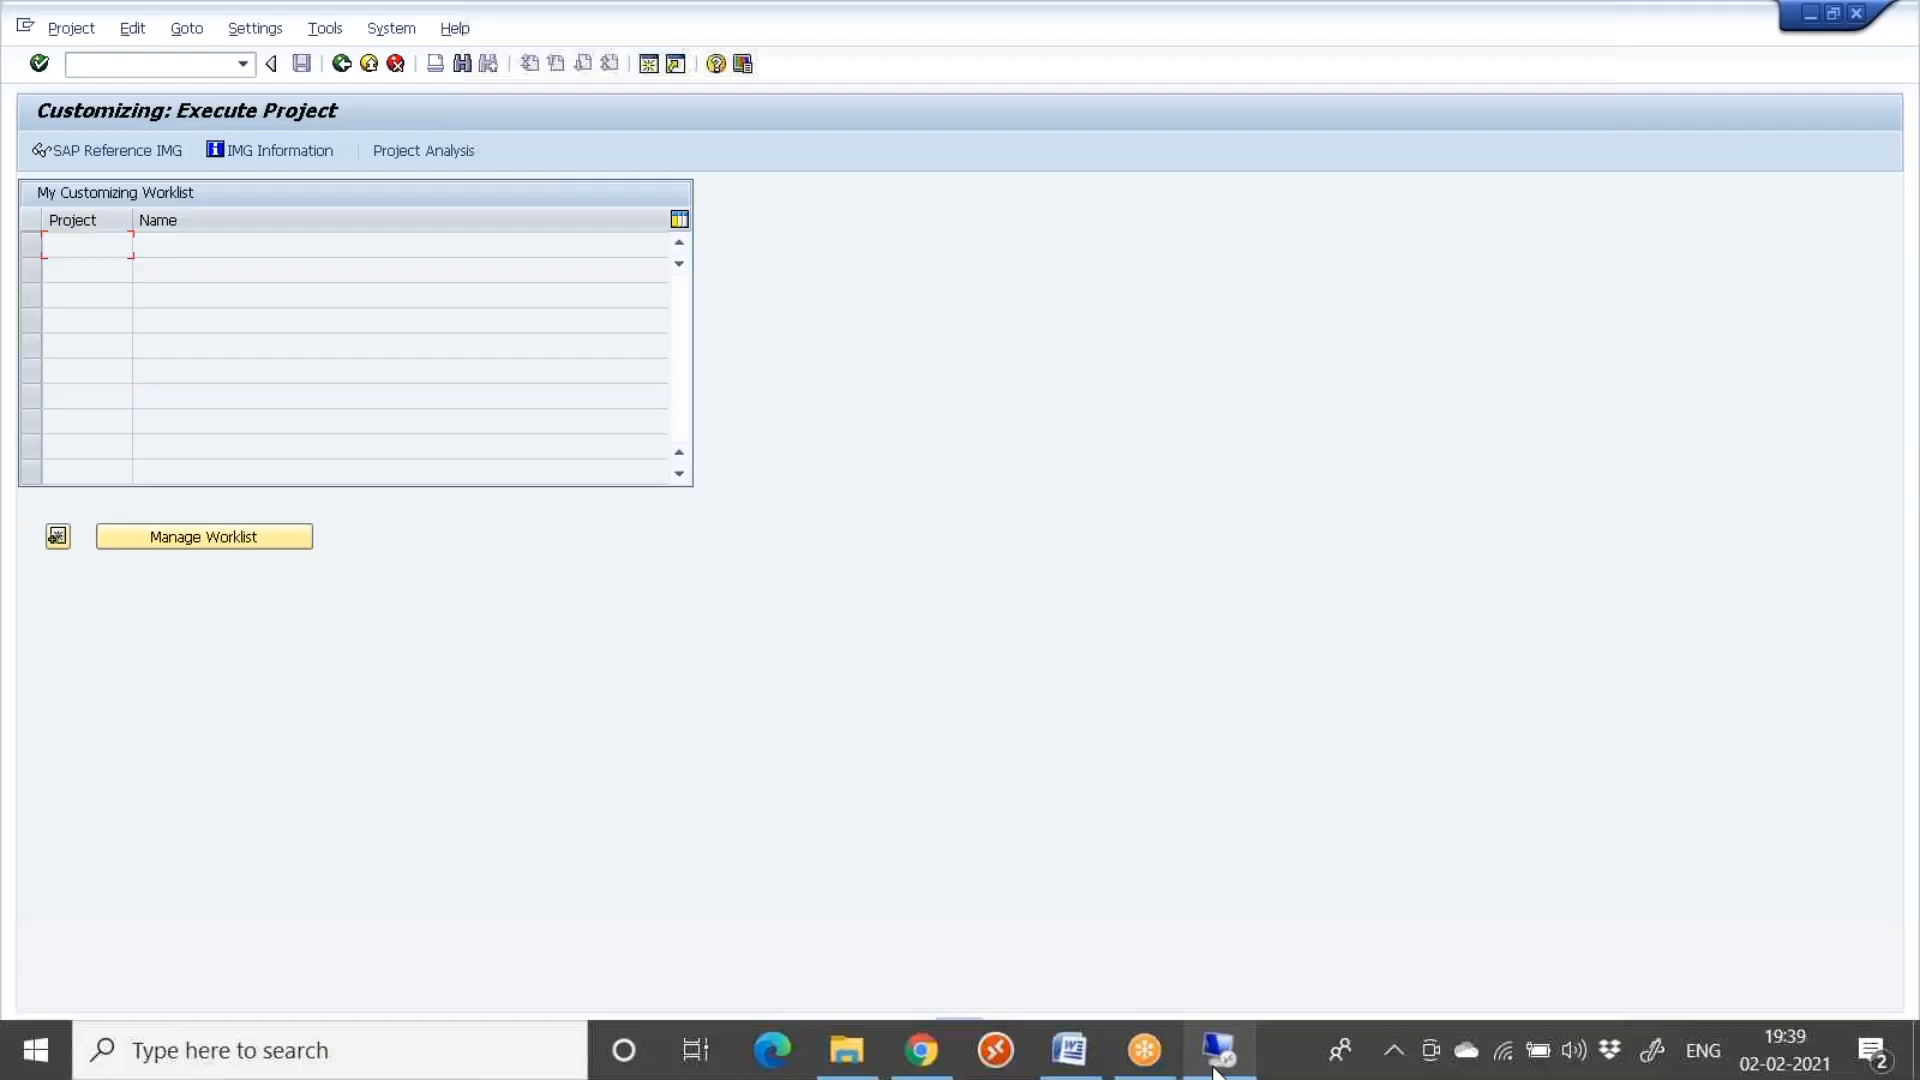 Project Edit Goto Settings Tools System Help
Customizing: Execute Project
SAP Reference IMG IMG Information Project Analysis
My Customizing Worklist
Project Name
Manage Worklist
Type here to search
ENG
19:39
02-02-2021
2